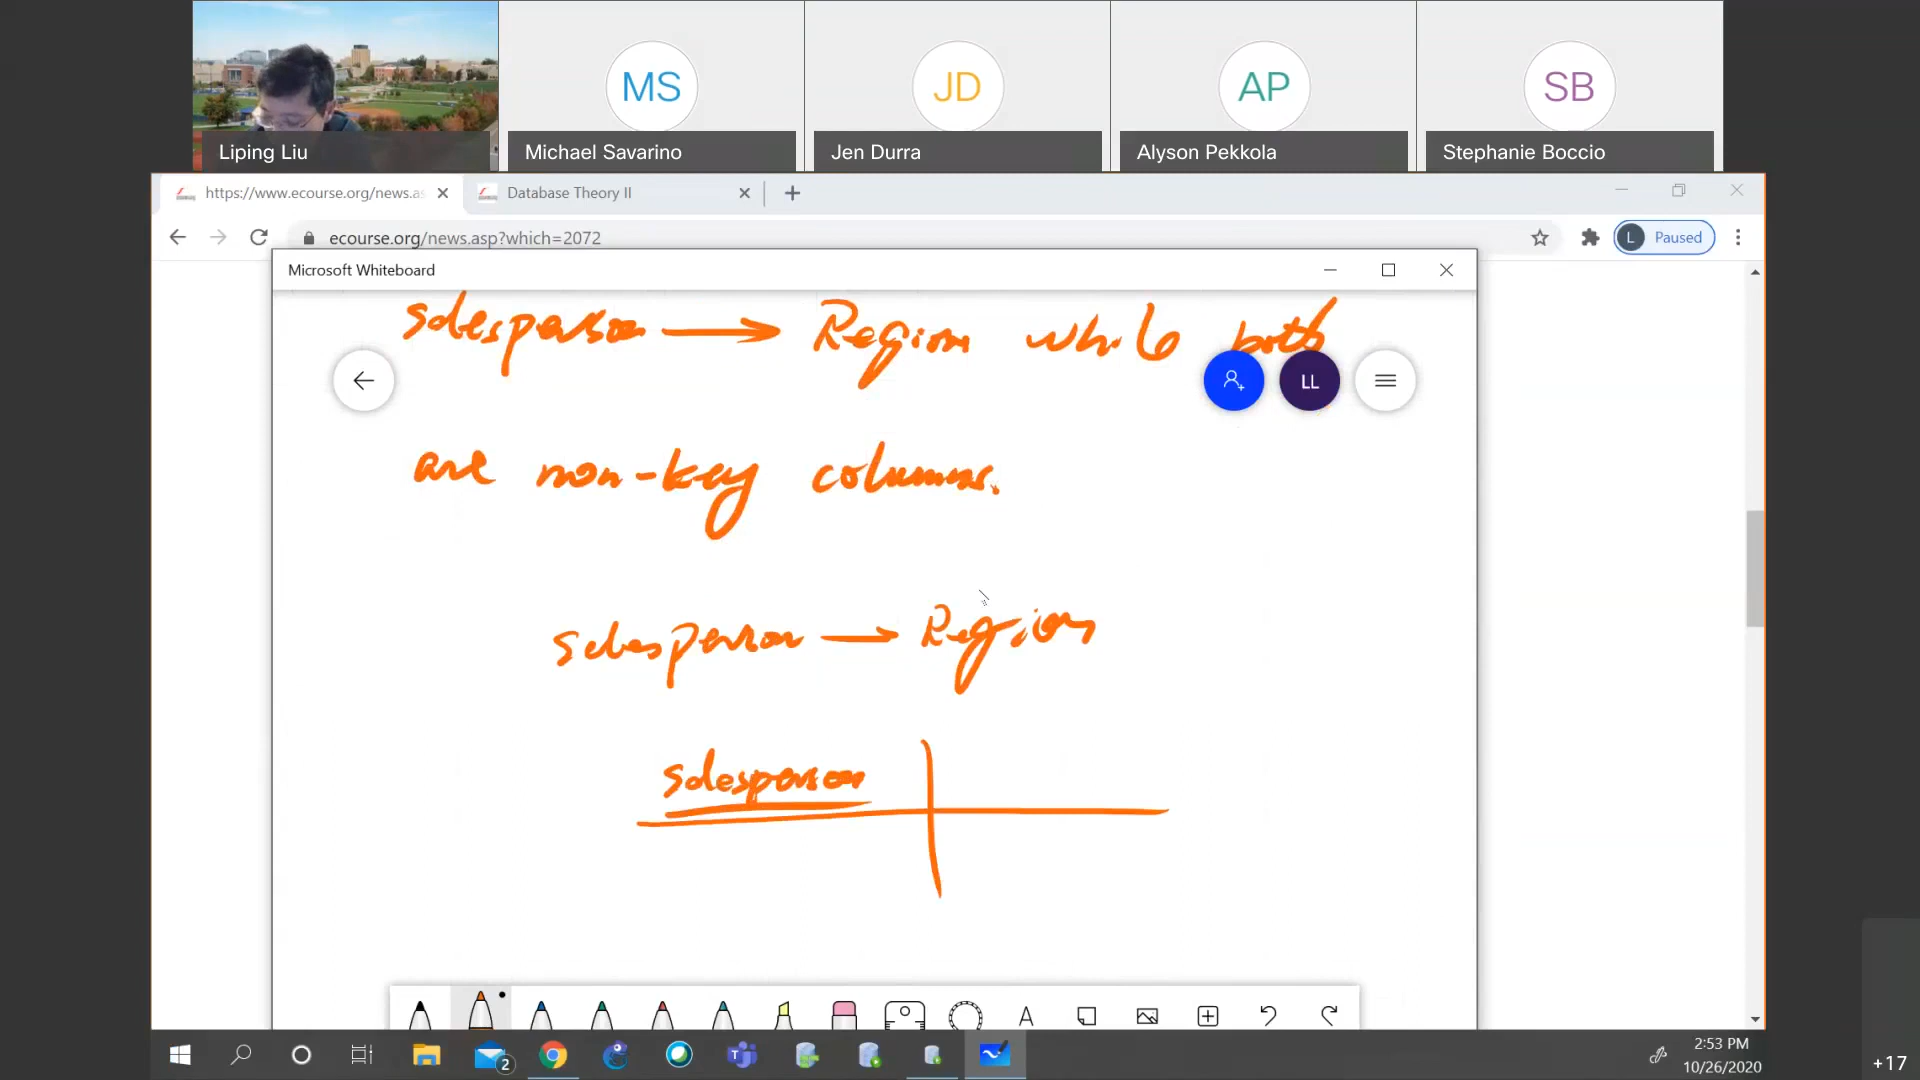 MS
JD
AP
SB
Liping Liu
Michael Savarino
Jen Durra
Alyson Pekkola
Stephanie Boccio
https://www.ecourse.org/news.as
Database Theory II
ecourse.org/news.asp?which=2072
L Paused
Microsoft Whiteboard
salesperson → Region while both
LL
are non-key columns.
salesperson → Region
salesperson
A
2
2:53 PM
10/26/2020
+17